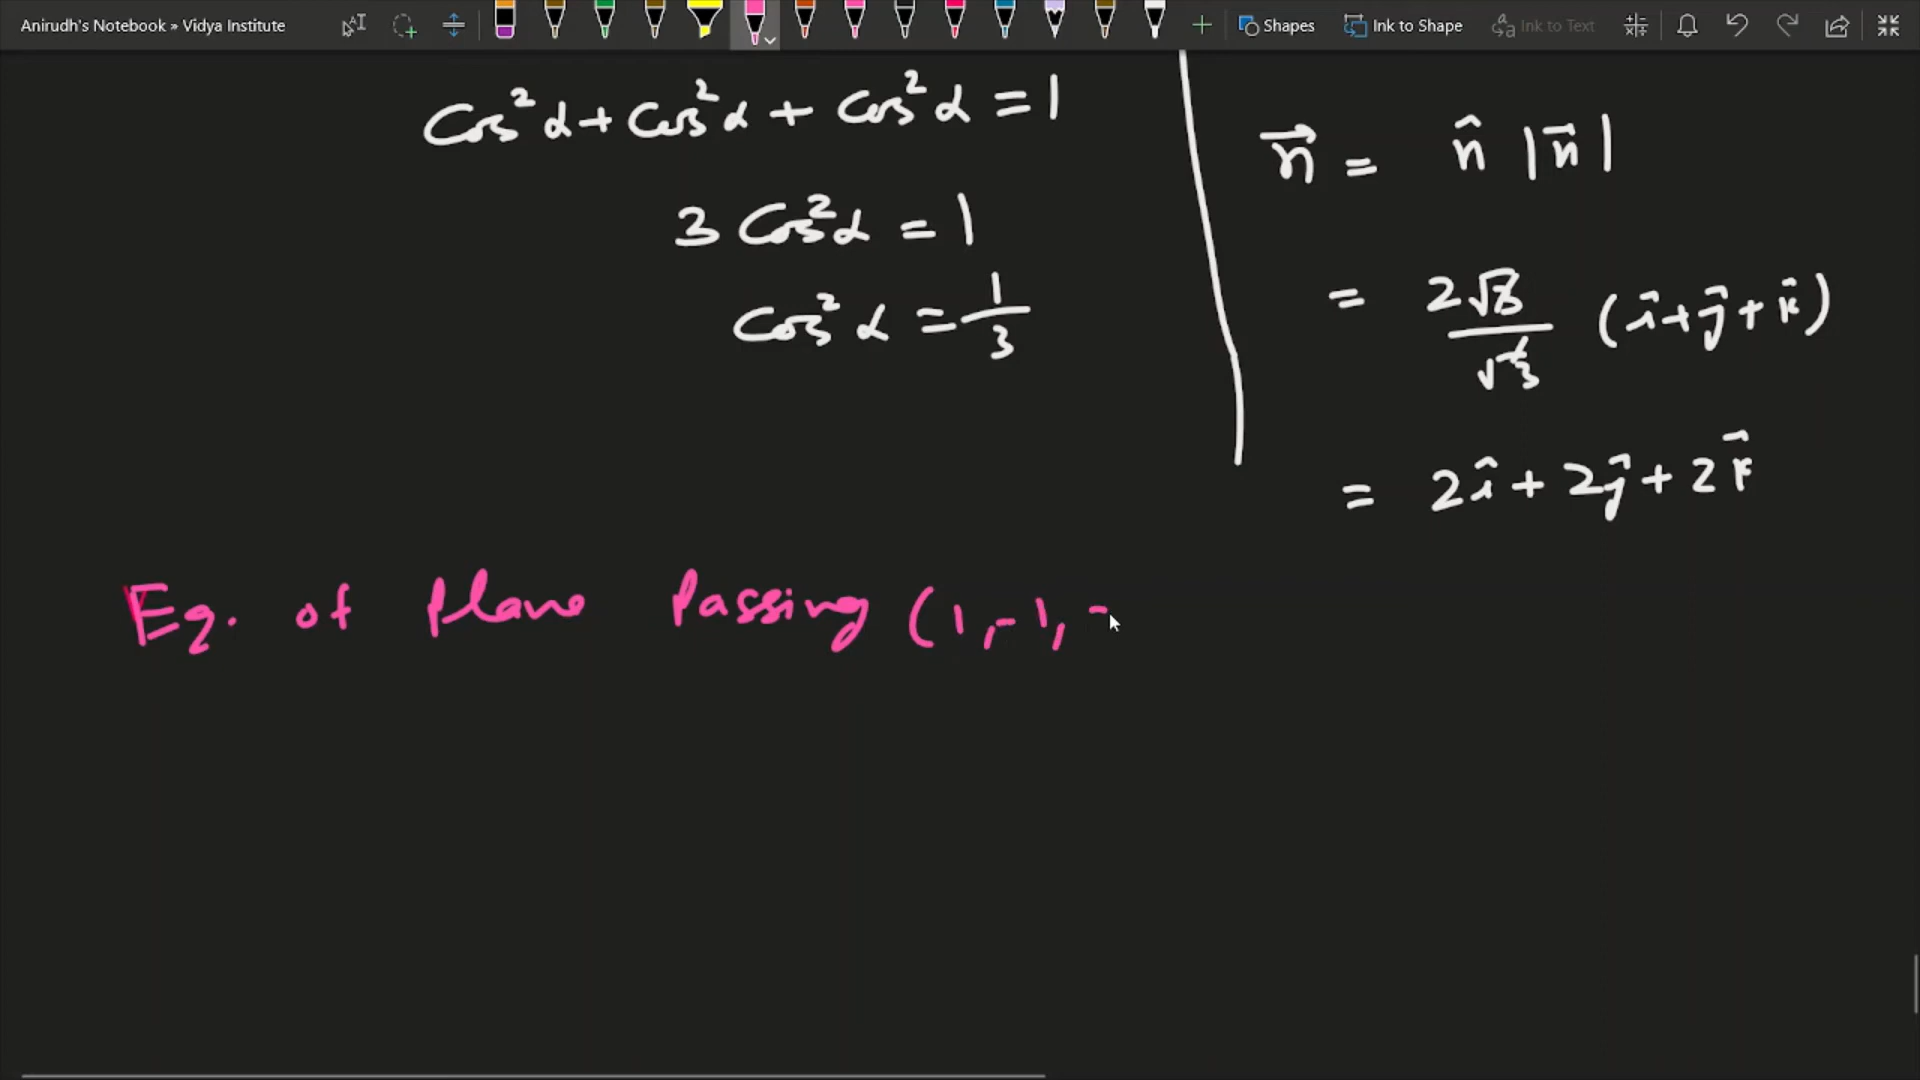 Anirudh's Notebook » Vidya Institute
Shapes
Ink to Shape
Ink to Text
Cos²α + Cos²α + Cos²α = 1
3 Cos²α = 1
Cos²α = 1/3
n⃗ = n̂ |n̄|
= 2√3/√3 (î + ĵ + k̂)
= 2î + 2ĵ + 2k̂
Eq. of Plane Passing (1, -1, -